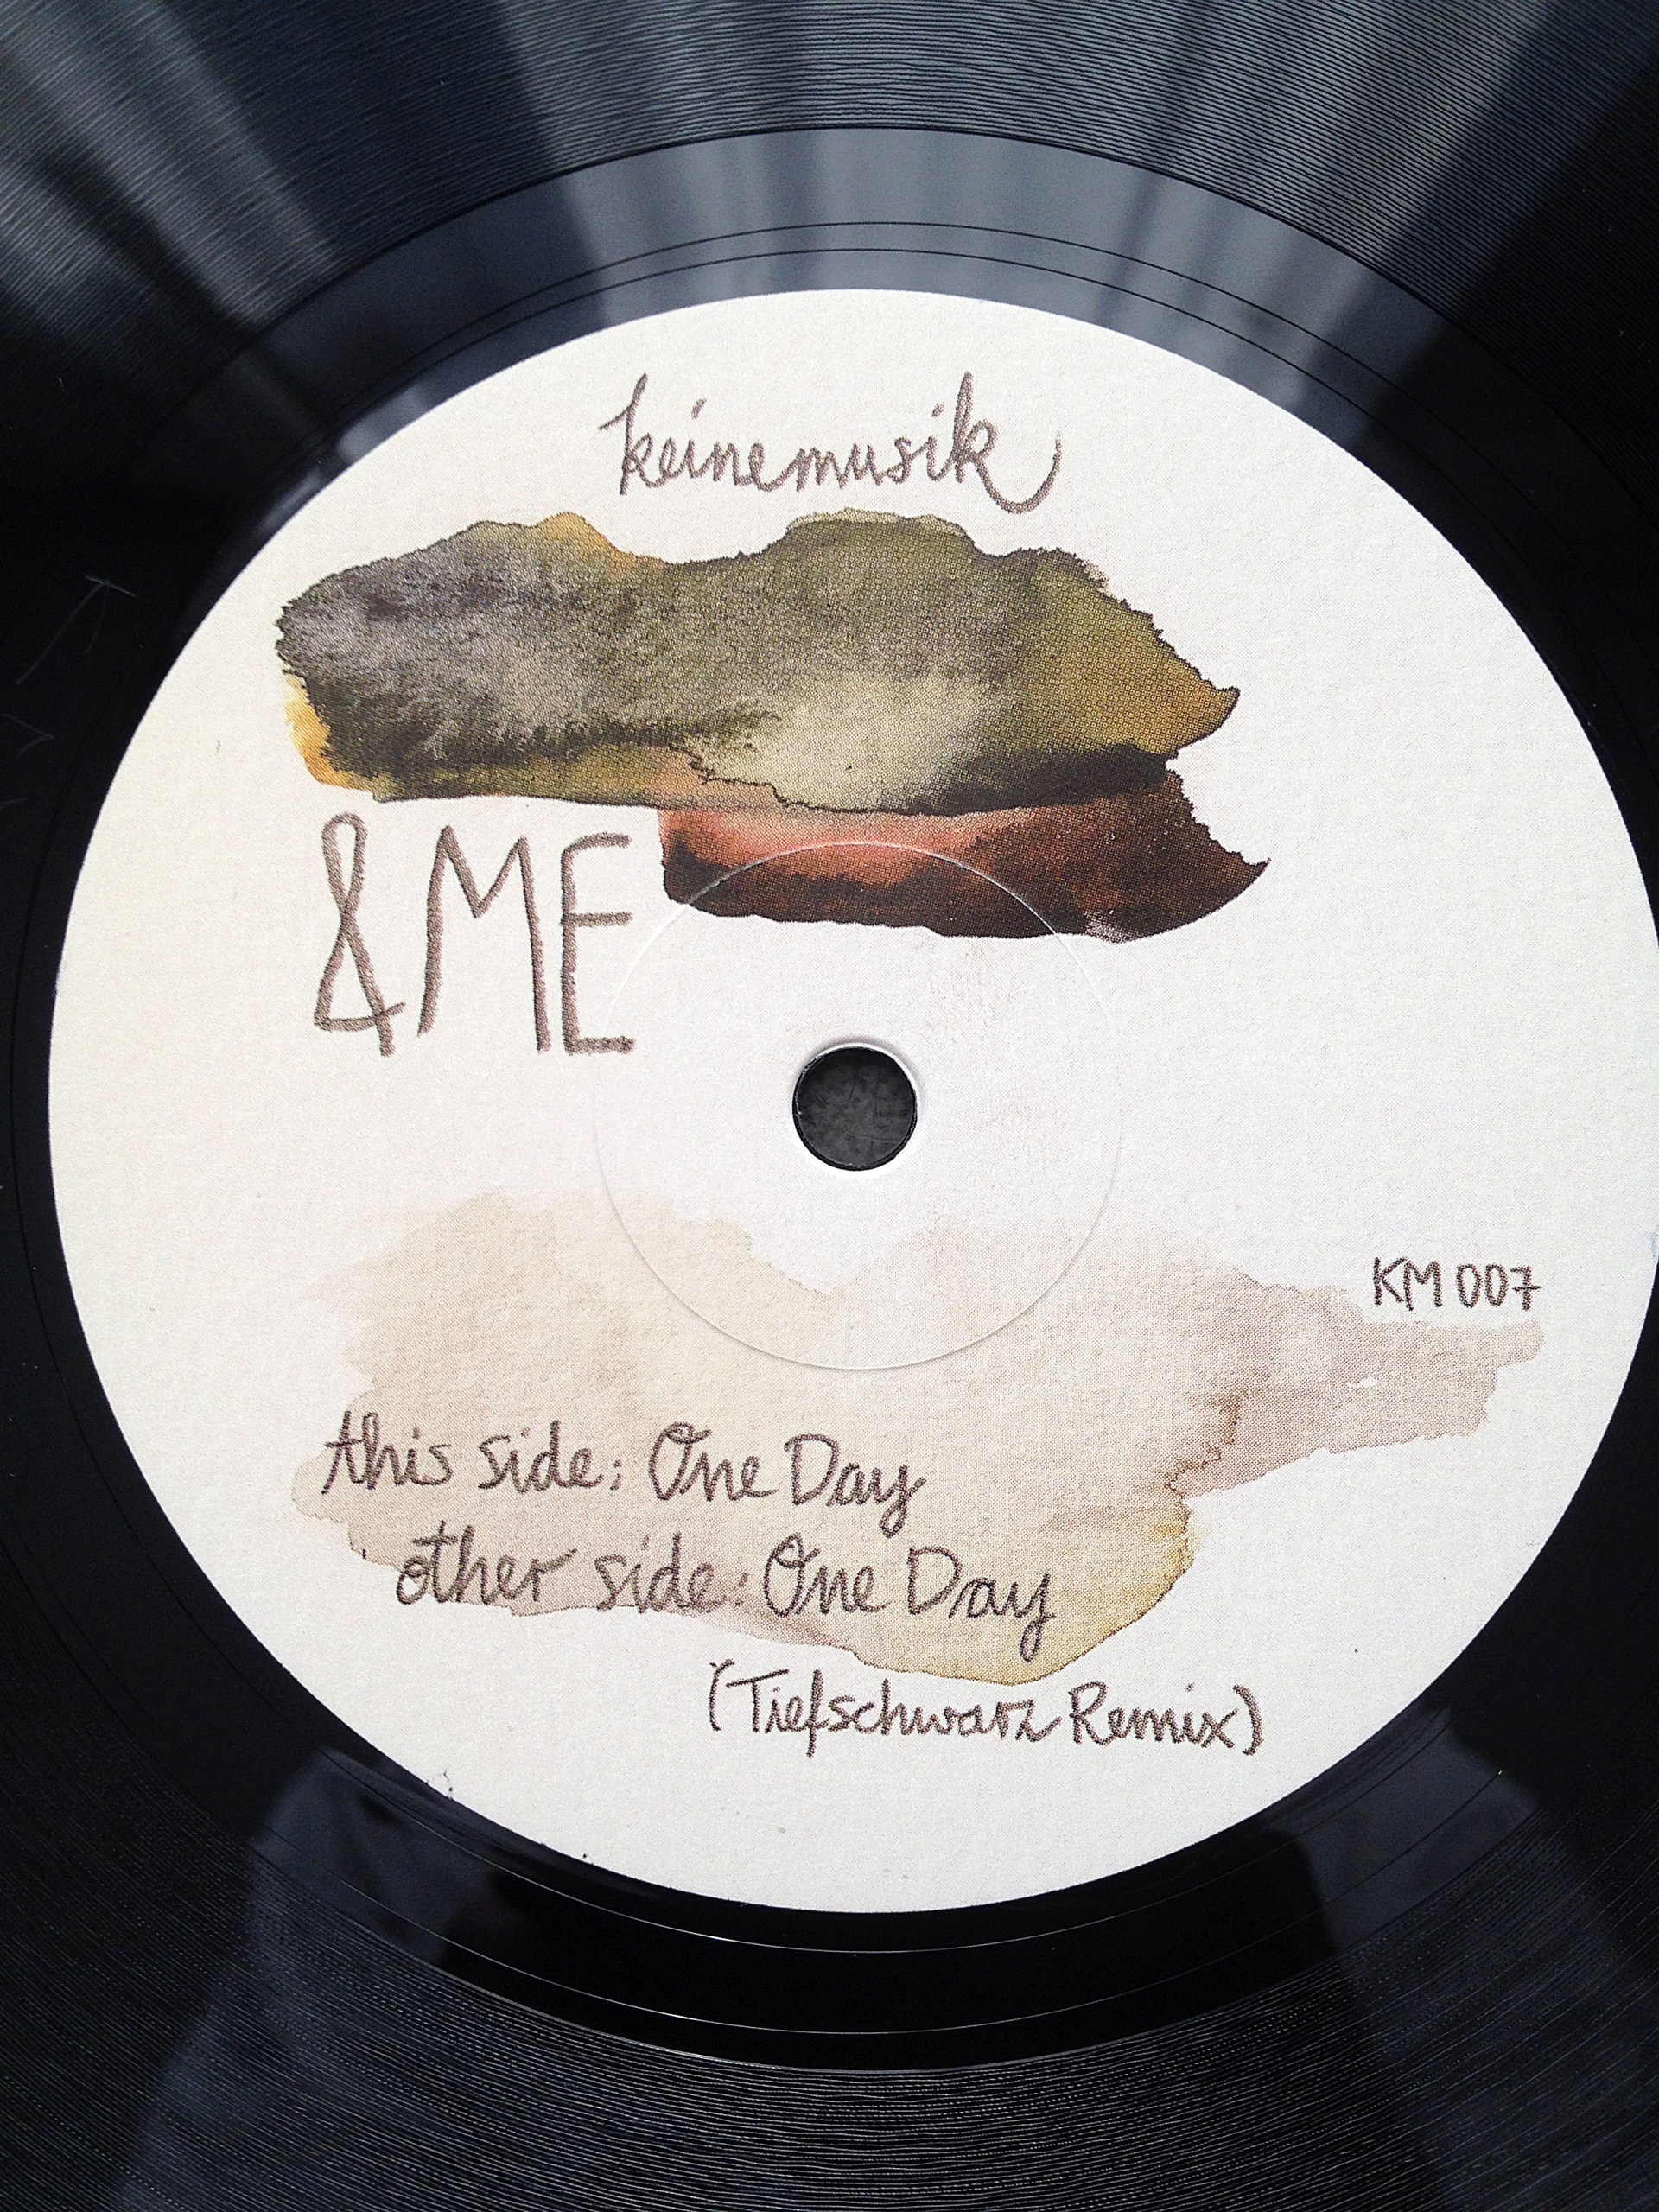 keinemusik
&ME
KM 007
this side: One Day
other side: One Day
(Tiefschwarz Remix)